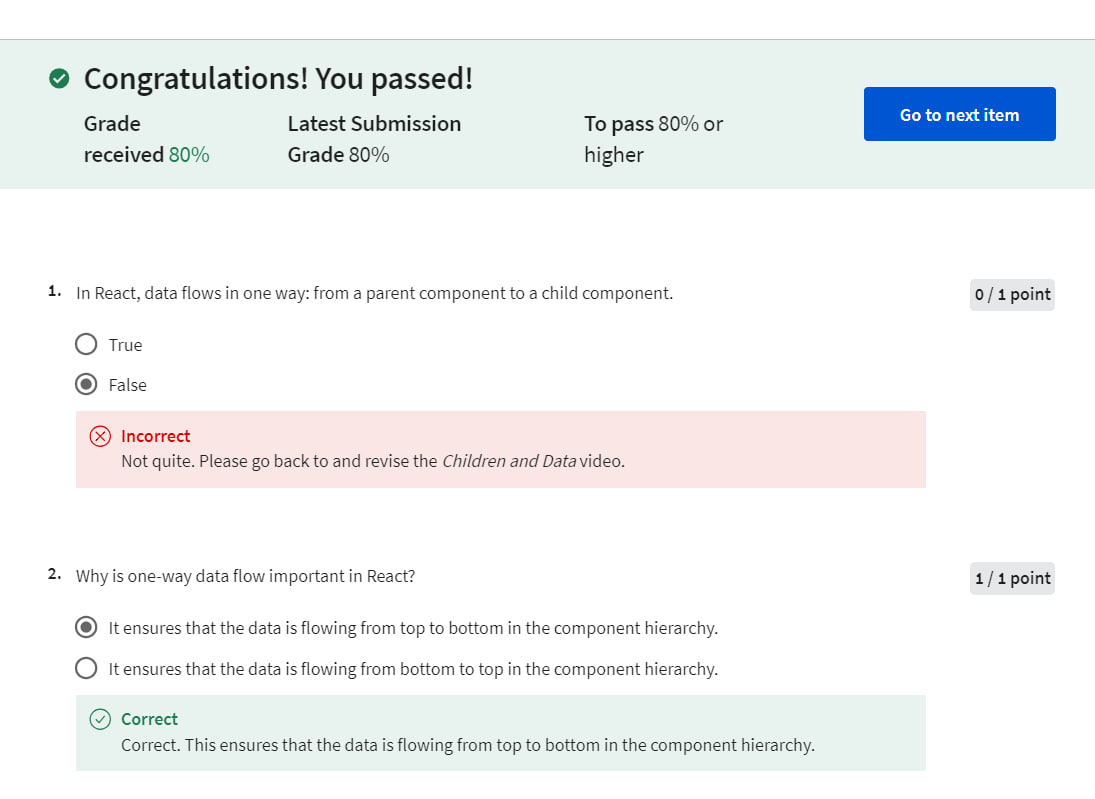 Congratulations! You passed!
Grade received 80%
Latest Submission Grade 80%
To pass 80% or higher
Go to next item
1. In React, data flows in one way: from a parent component to a child component.
0 / 1 point
True
False
Incorrect
Not quite. Please go back to and revise the Children and Data video.
2. Why is one-way data flow important in React?
1 / 1 point
It ensures that the data is flowing from top to bottom in the component hierarchy.
It ensures that the data is flowing from bottom to top in the component hierarchy.
Correct
Correct. This ensures that the data is flowing from top to bottom in the component hierarchy.